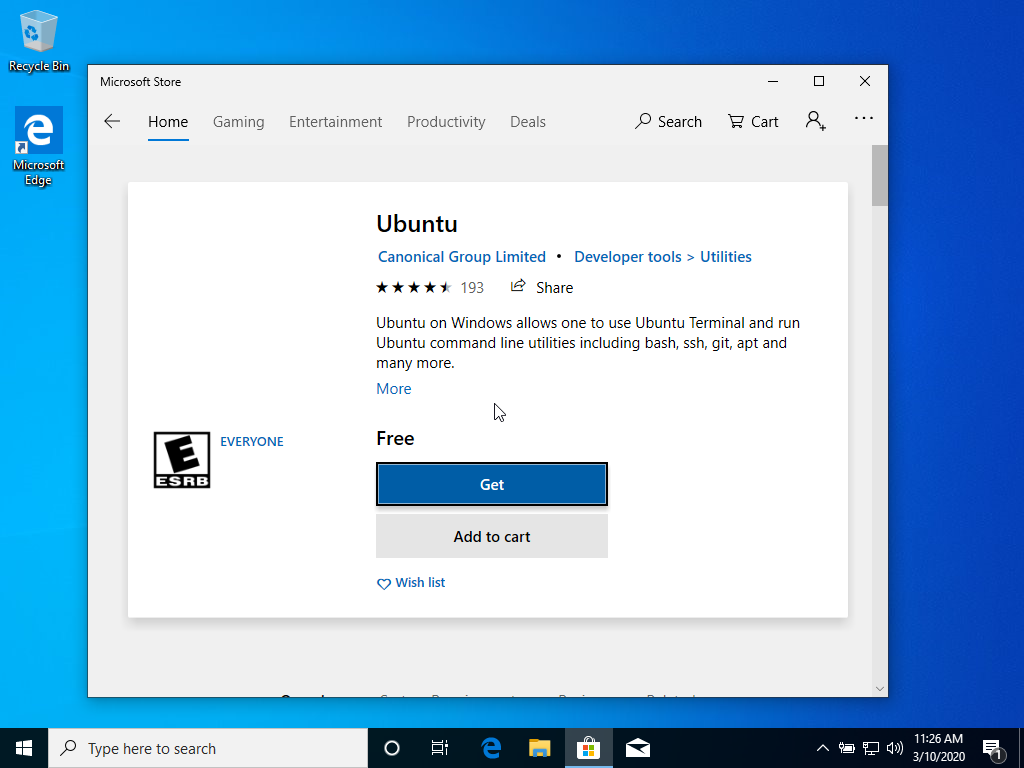 Recycle Bin
Microsoft
Edge
Microsoft Store
Home Gaming Entertainment Productivity Deals Search Cart
Ubuntu
Canonical Group Limited • Developer tools > Utilities
193 Share
Ubuntu on Windows allows one to use Ubuntu Terminal and run
Ubuntu command line utilities including bash, ssh, git, apt and
many more.
More
E
ESRB
EVERYONE
Free
Get
Add to cart
Wish list
Type here to search
11:26 AM
3/10/2020
1